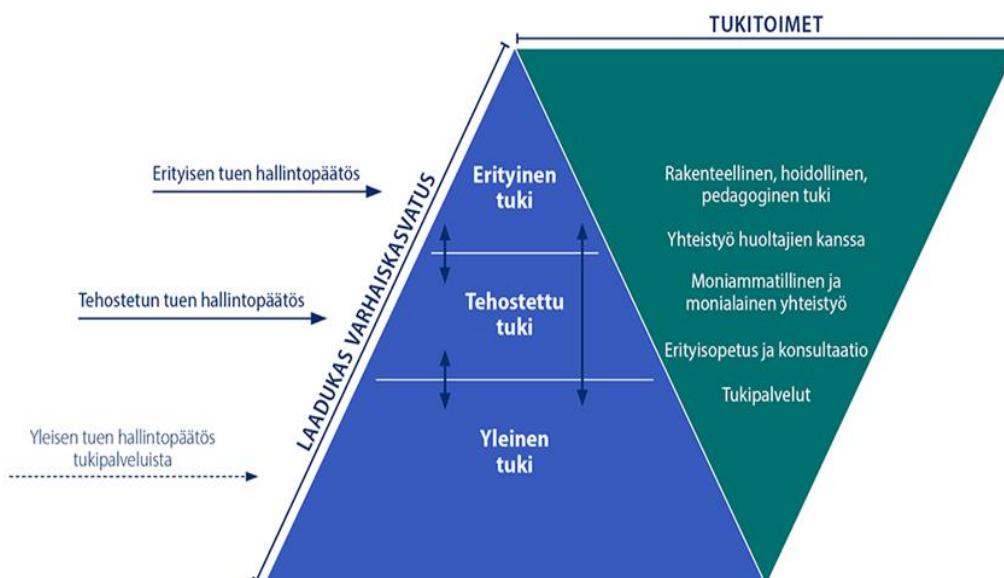 TUKITOIMET
Erityisen tuen hallintopäätös
Erityinen
tuki
Rakenteellinen, hoidollinen,
pedagoginen tuki
Yhteistyö huoltajien kanssa
LAADUKAS VARHAISKASVATUS
Tehostetun tuen hallintopäätös
Tehostettu
tuki
Moniammatillinen ja
monialainen yhteistyö
Erityisopetus ja konsultaatio
Tukipalvelut
Yleisen tuen hallintopäätös
tukipalveluista
Yleinen
tuki